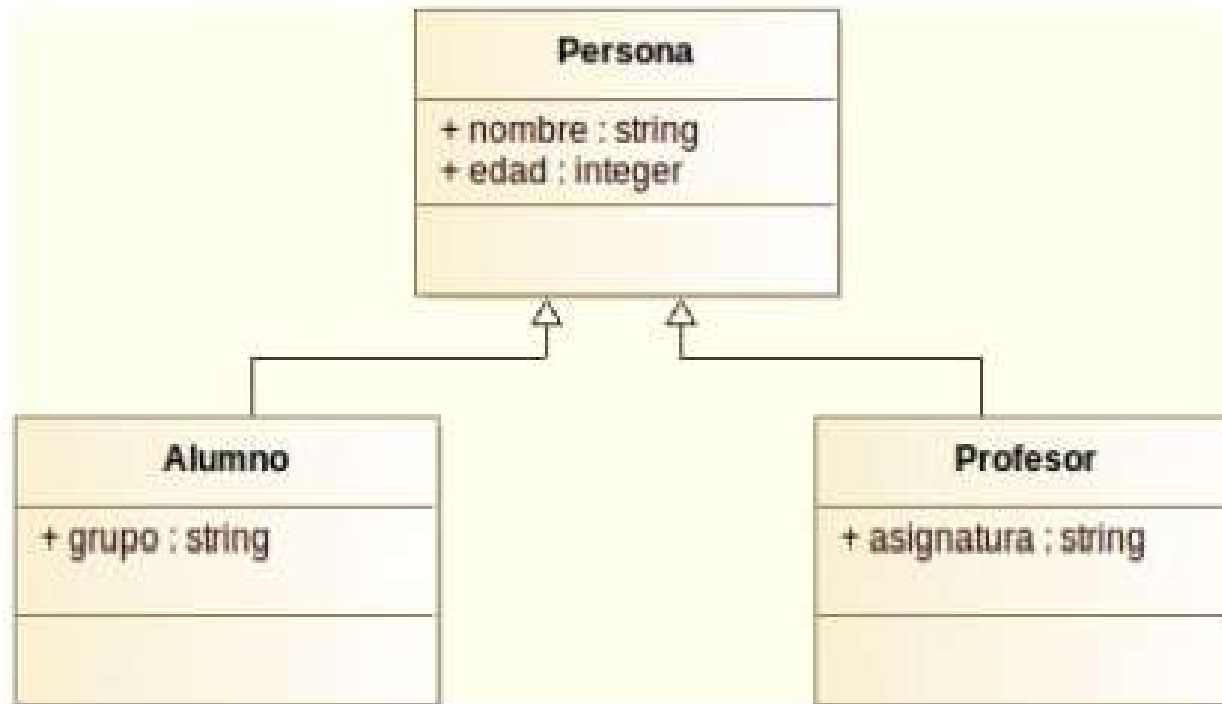 Persona
+ nombre : string
+ edad : integer
Alumno
+ grupo : string
Profesor
+ asignatura : string